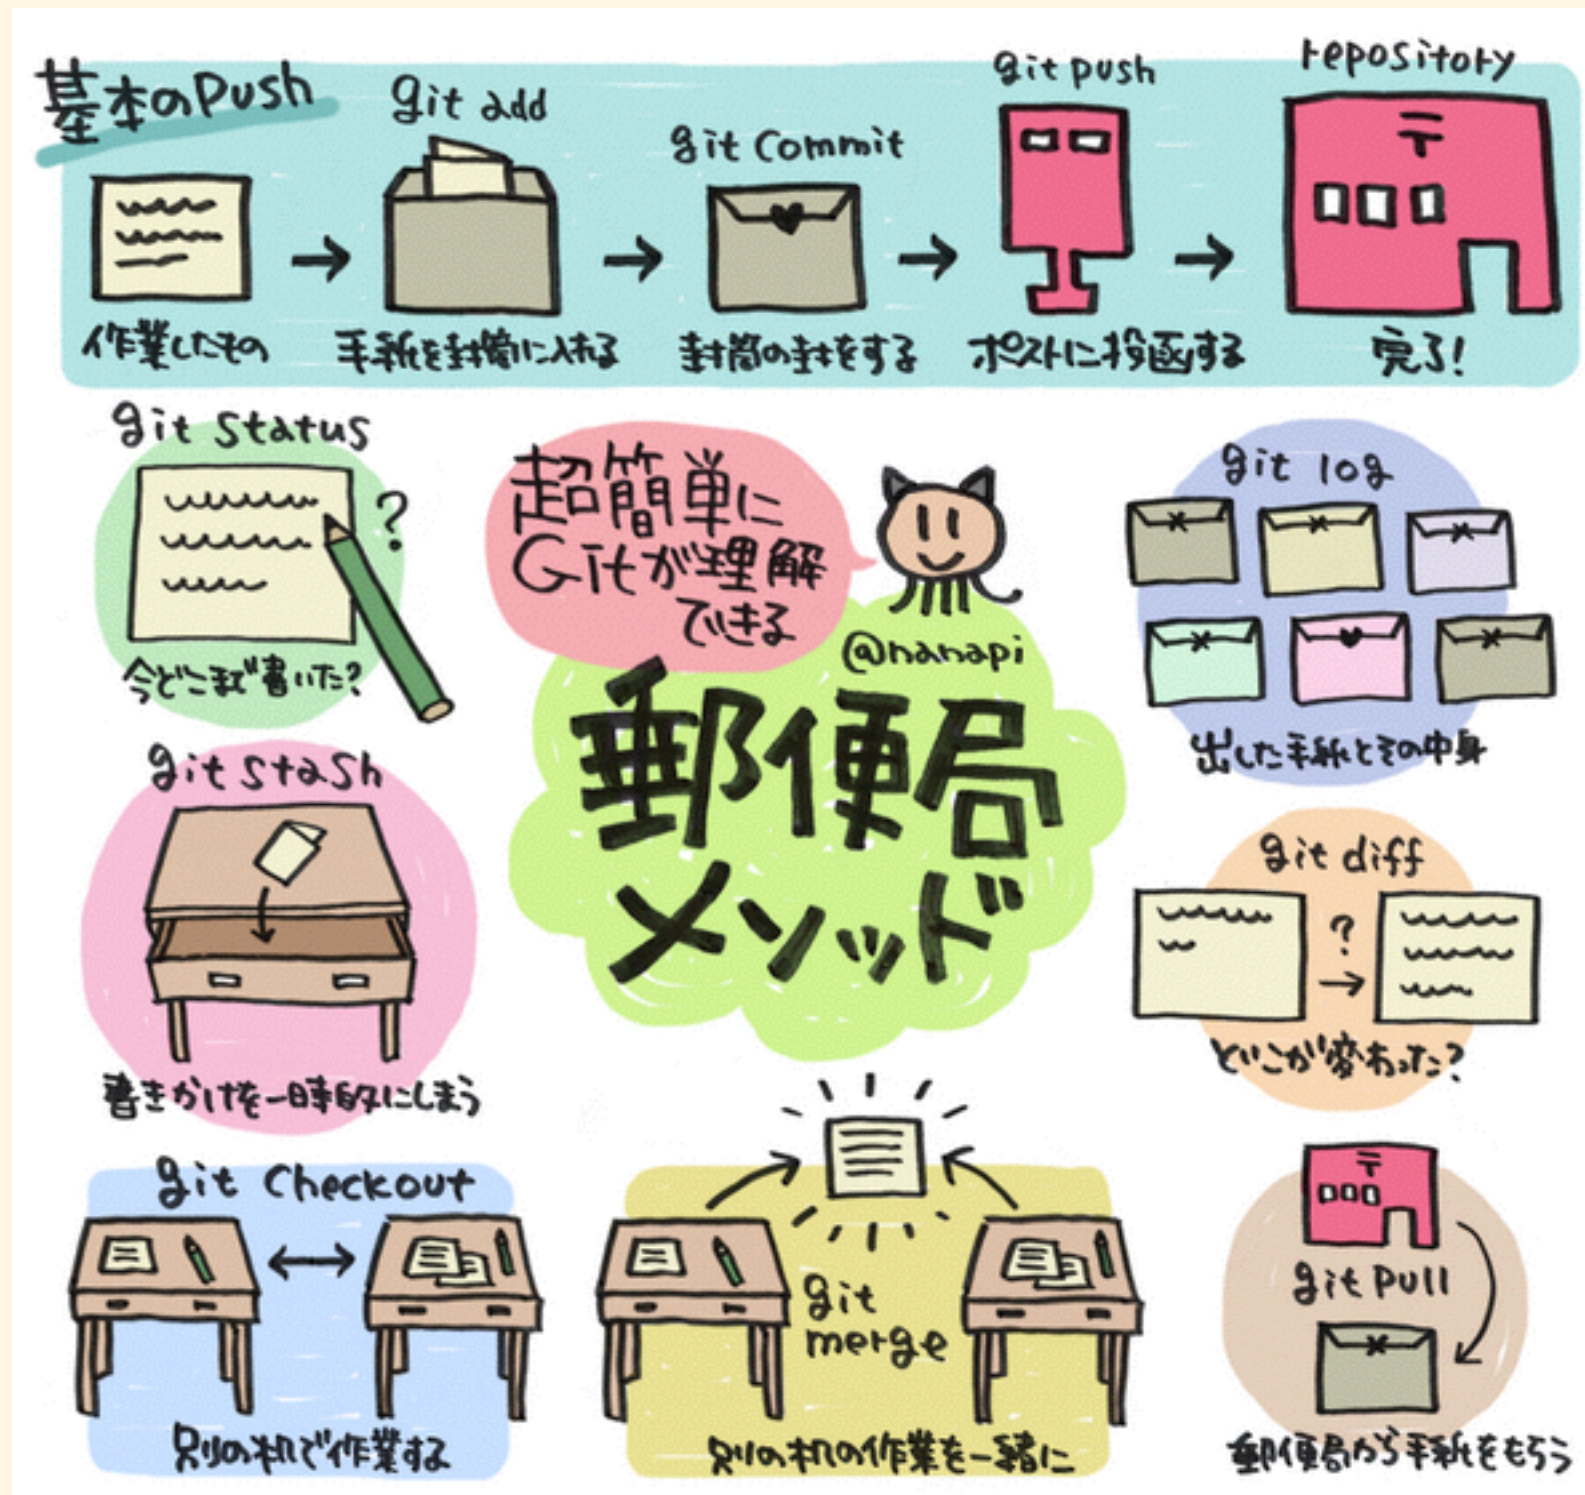 基本のPush
git add
git commit
git push
repository
〒
作業したもの
手紙を封筒に入れる
封筒の封をする
ポストに投函する
完了!
git status
?
今どこまで書いた?
超簡単に
Gitが理解
できる
@nanapi
郵便局
メソッド
git log
出した手紙とその中身
git stash
書きかけを一時的にしまう
git diff
?
どこが変わった?
git checkout
別の机で作業する
git
merge
別の机の作業を一緒に
〒
git pull
郵便局から手紙をもらう